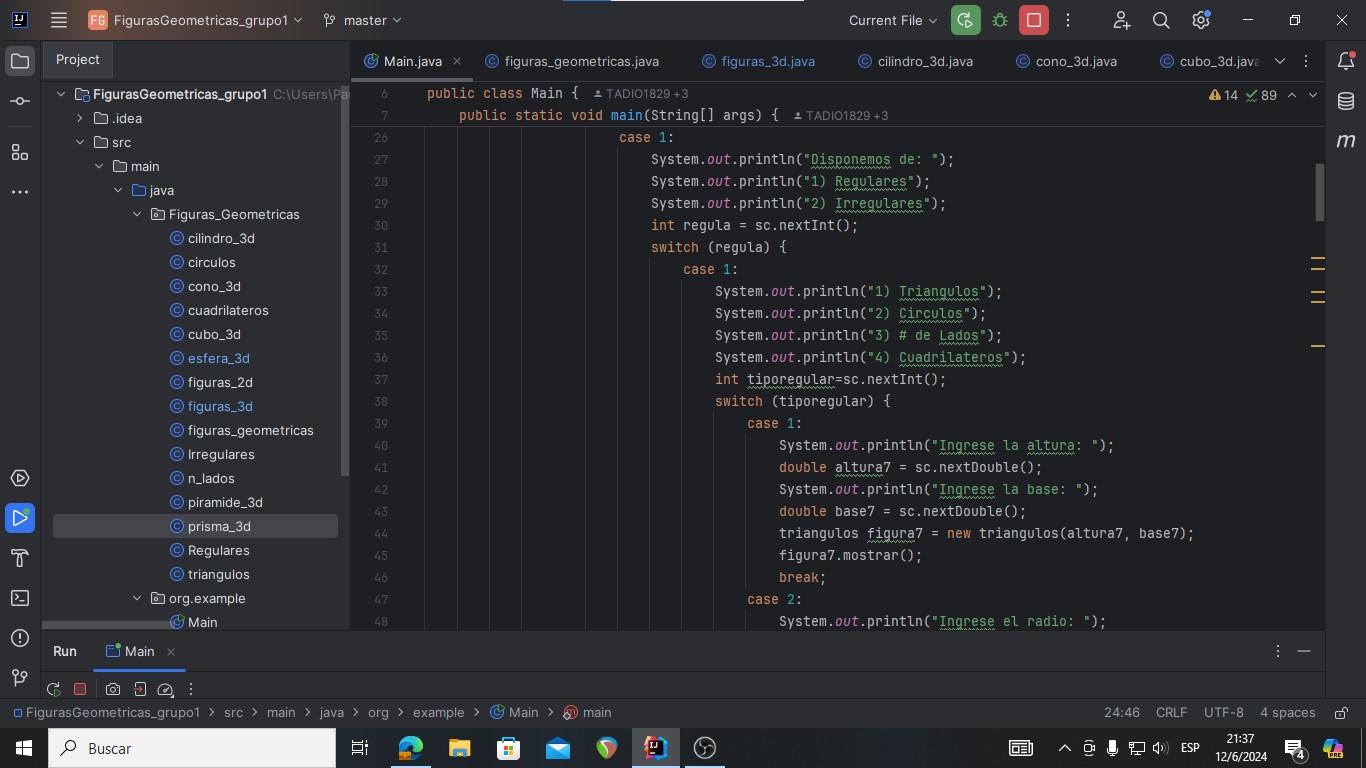 FG FigurasGeometricas_grupo1 master Current File
Project
Main.java figuras_geometricas.java figuras_3d.java cilindro_3d.java cono_3d.java cubo_3d.java
FigurasGeometricas_grupo1 C:\Users\Pa
.idea
src
main
java
Figuras_Geometricas
cilindro_3d
circulos
cono_3d
cuadrilateros
cubo_3d
esfera_3d
figuras_2d
figuras_3d
figuras_geometricas
Irregulares
n_lados
piramide_3d
prisma_3d
Regulares
triangulos
org.example
Main
6 public class Main { TADIO1829 +3
14 89
7 public static void main(String[] args) { TADIO1829 +3
26 case 1:
27 System.out.println("Disponemos de: ");
28 System.out.println("1) Regulares");
29 System.out.println("2) Irregulares");
30 int regula = sc.nextInt();
31 switch (regula) {
32 case 1:
33 System.out.println("1) Triangulos");
34 System.out.println("2) Circulos");
35 System.out.println("3) # de Lados");
36 System.out.println("4) Cuadrilateros");
37 int tiporegular=sc.nextInt();
38 switch (tiporegular) {
39 case 1:
40 System.out.println("Ingrese la altura: ");
41 double altura7 = sc.nextDouble();
42 System.out.println("Ingrese la base: ");
43 double base7 = sc.nextDouble();
44 triangulos figura7 = new triangulos(altura7, base7);
45 figura7.mostrar();
46 break;
47 case 2:
48 System.out.println("Ingrese el radio: ");
m
Run Main
FigurasGeometricas_grupo1 > src > main > java > org > example > Main > main 24:46 CRLF UTF-8 4 spaces
Buscar
ESP
21:37
12/6/2024
4
PRE